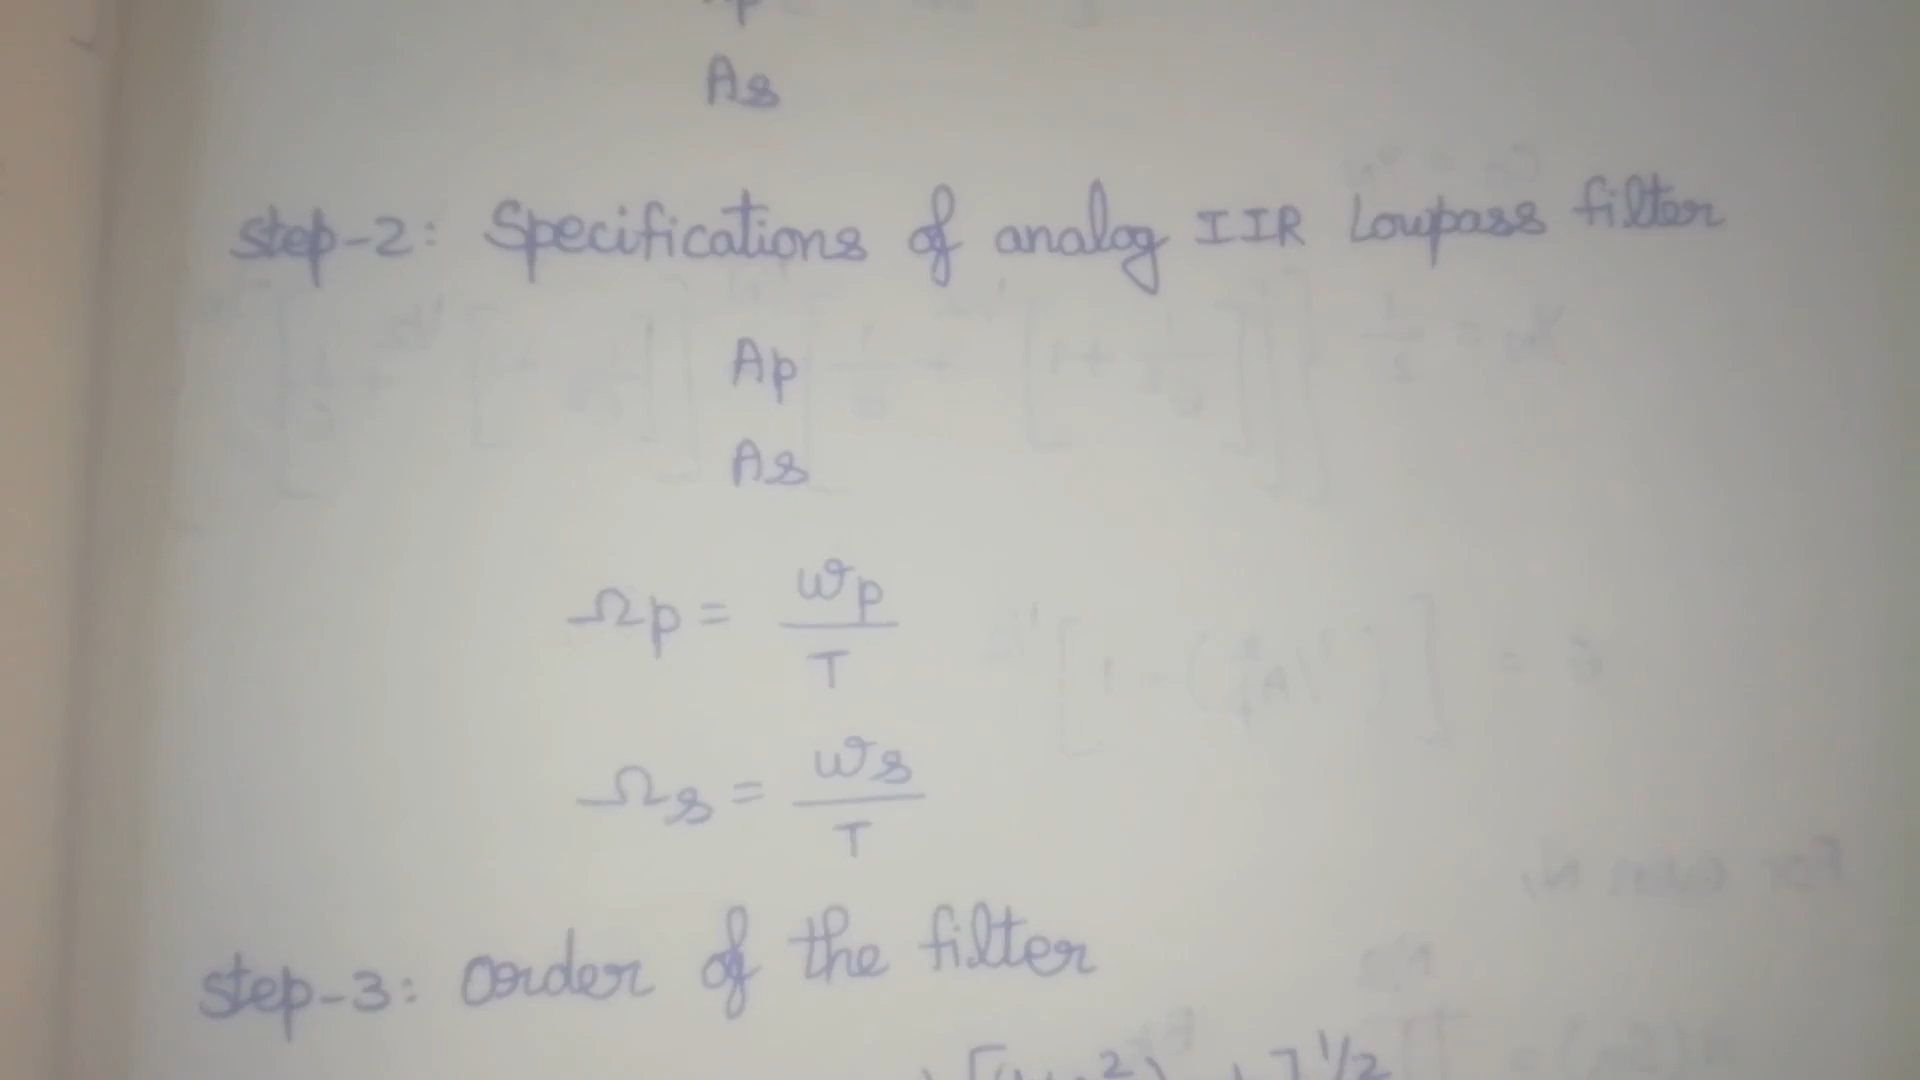 As
Step-2: Specifications of analog IIR Lowpass filter
Ap
As
Ωp = ωp/T
Ωs = ωs/T
Step-3: Order of the filter